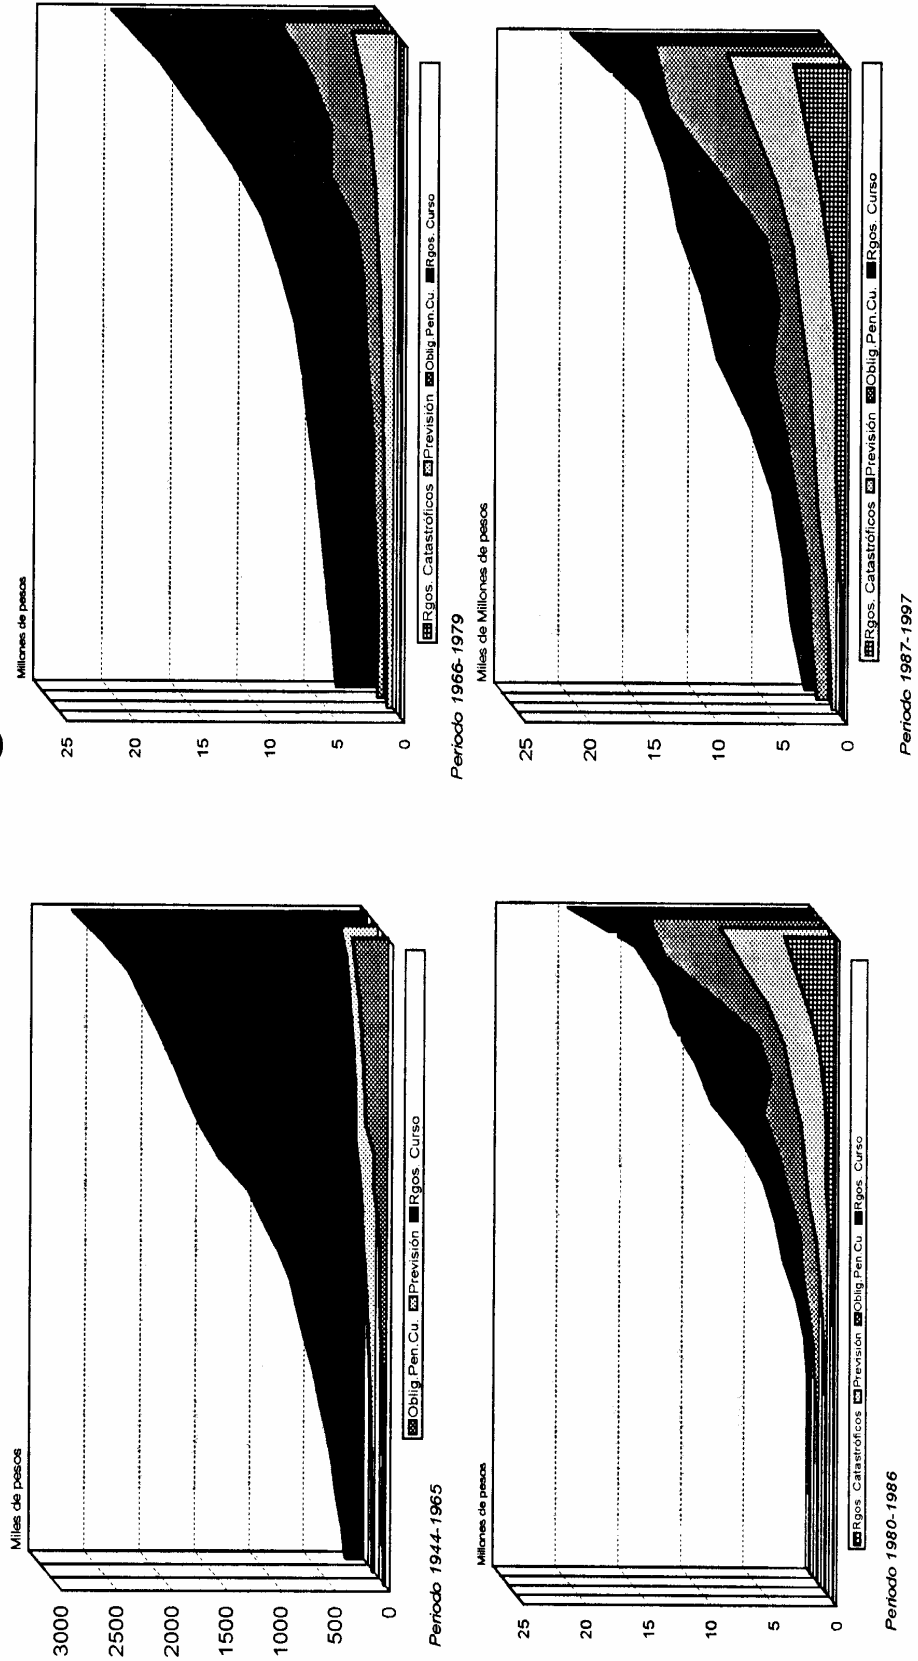 Miles de pesos
3000
2500
2000
1500
1000
500
0
Oblig.Pen.Cu. Previsión Rgos. Curso
Periodo 1944-1965
Millones de pesos
25
20
15
10
5
0
Rgos. Catastróficos Previsión Oblig.Pen.Cu. Rgos. Curso
Periodo 1966-1979
Millones de pesos
25
20
15
10
5
0
Rgos. Catastróficos Previsión Oblig.Pen.Cu. Rgos. Curso
Periodo 1980-1986
Miles de Millones de pesos
25
20
15
10
5
0
Rgos. Catastróficos Previsión Oblig.Pen.Cu. Rgos. Curso
Periodo 1987-1997